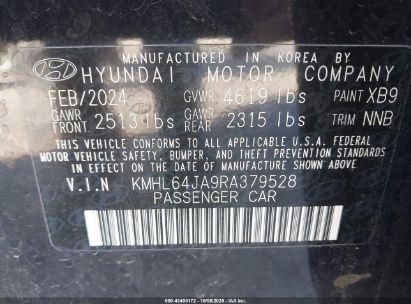 MANUFACTURED IN KOREA BY
HYUNDAI MOTOR COMPANY
FEB/2024 GVWR 4619 lbs PAINT XB9
GAWR FRONT 2513 lbs GAWR REAR 2315 lbs TRIM NNB
THIS VEHICLE CONFORMS TO ALL APPLICABLE U.S.A. FEDERAL
MOTOR VEHICLE SAFETY, BUMPER, AND THEFT PREVENTION STANDARDS
IN EFFECT ON THE DATE OF MANUFACTURE SHOWN ABOVE.
V.I.N KMHL64JA9RA379528
PASSENGER CAR